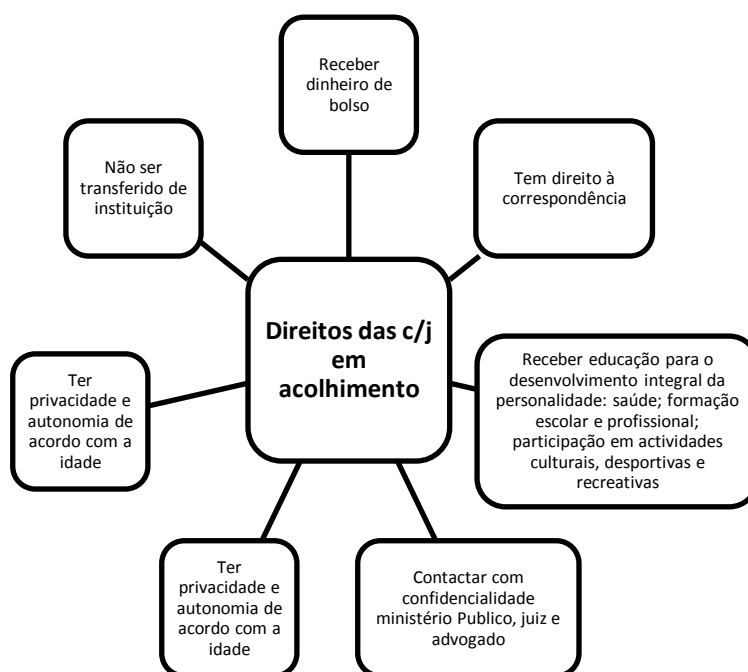 Receber
dinheiro de
bolso
Não ser
transferido de
instituição
Tem direito à
correspondência
Direitos das c/j
em
acolhimento
Ter
privacidade e
autonomia de
acordo com a
idade
Receber educação para o
desenvolvimento integral da
personalidade: saúde; formação
escolar e profissional;
participação em actividades
culturais, desportivas e
recreativas
Ter
privacidade e
autonomia de
acordo com a
idade
Contactar com
confidencialidade
ministério Publico, juiz e
advogado